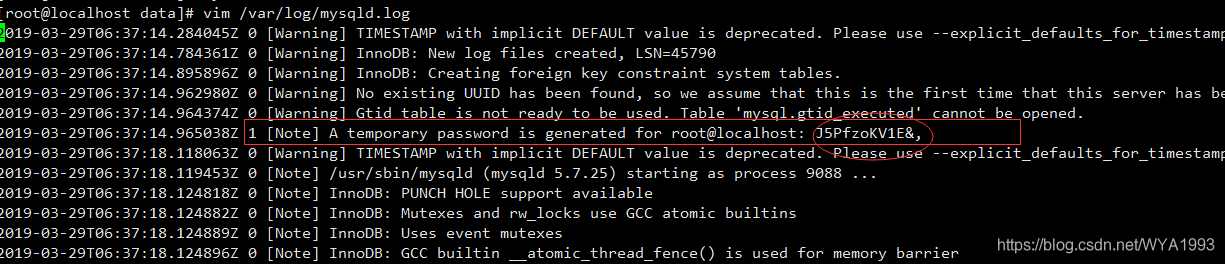 [root@localhost data]# vim /var/log/mysqld.log
2019-03-29T06:37:14.284045Z 0 [Warning] TIMESTAMP with implicit DEFAULT value is deprecated. Please use --explicit_defaults_for_timestamp
2019-03-29T06:37:14.784361Z 0 [Warning] InnoDB: New log files created, LSN=45790
2019-03-29T06:37:14.895896Z 0 [Warning] InnoDB: Creating foreign key constraint system tables.
2019-03-29T06:37:14.962980Z 0 [Warning] No existing UUID has been found, so we assume that this is the first time that this server has be
2019-03-29T06:37:14.964374Z 0 [Warning] Gtid table is not ready to be used. Table 'mysql.gtid_executed' cannot be opened.
2019-03-29T06:37:14.965038Z 1 [Note] A temporary password is generated for root@localhost: J5PfzoKV1E&,
2019-03-29T06:37:18.118063Z 0 [Warning] TIMESTAMP with implicit DEFAULT value is deprecated. Please use --explicit_defaults_for_timestamp
2019-03-29T06:37:18.119453Z 0 [Note] /usr/sbin/mysqld (mysqld 5.7.25) starting as process 9088 ...
2019-03-29T06:37:18.124818Z 0 [Note] InnoDB: PUNCH HOLE support available
2019-03-29T06:37:18.124882Z 0 [Note] InnoDB: Mutexes and rw_locks use GCC atomic builtins
2019-03-29T06:37:18.124889Z 0 [Note] InnoDB: Uses event mutexes
2019-03-29T06:37:18.124899Z 0 [Note] InnoDB: GCC builtin __atomic_thread_fence() is used for memory barrier
https://blog.csdn.net/WYA1993